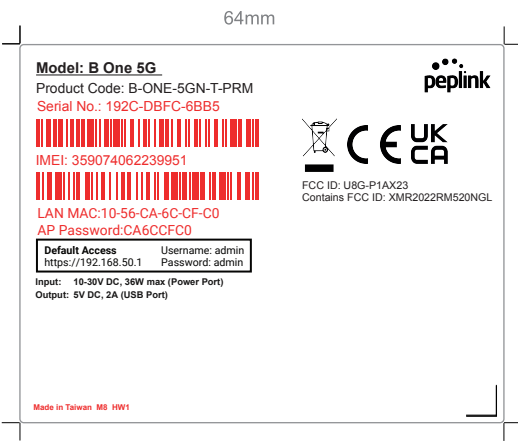 64mm
Model: B One 5G
Product Code: B-ONE-5GN-T-PRM
Serial No.: 192C-DBFC-6BB5
IMEI: 359074062239951
LAN MAC:10-56-CA-6C-CF-C0
AP Password:CA6CCFC0
Default Access Username: admin
https://192.168.50.1 Password: admin
Input: 10-30V DC, 36W max (Power Port)
Output: 5V DC, 2A (USB Port)
Made in Taiwan M8 HW1
peplink
CE UK
CA
FCC ID: U8G-P1AX23
Contains FCC ID: XMR2022RM520NGL